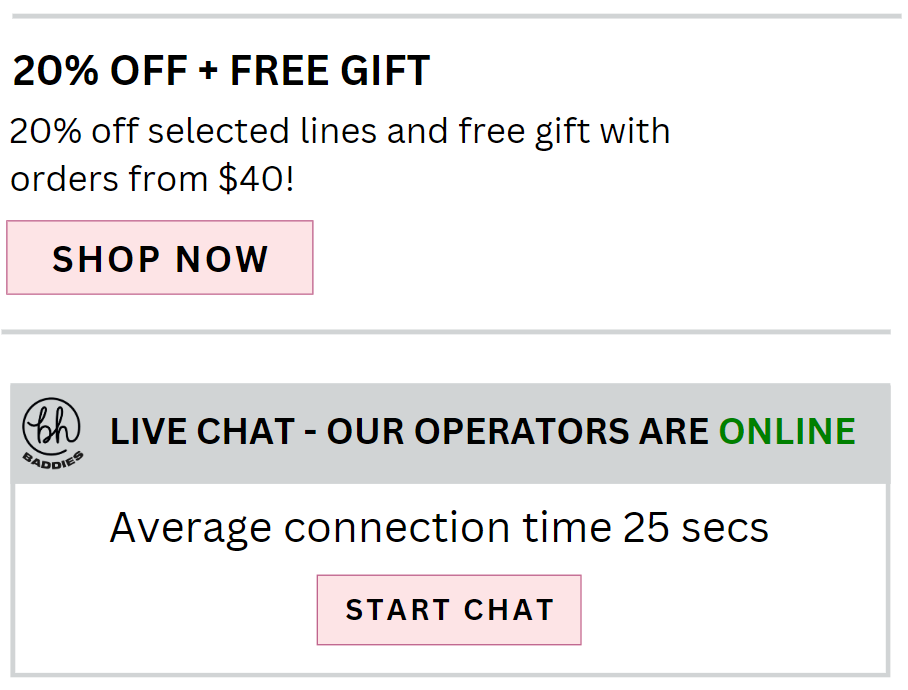 20% OFF + FREE GIFT
20% off selected lines and free gift with
orders from $40!
SHOP NOW
bh
BADDIES
LIVE CHAT - OUR OPERATORS ARE ONLINE
Average connection time 25 secs
START CHAT